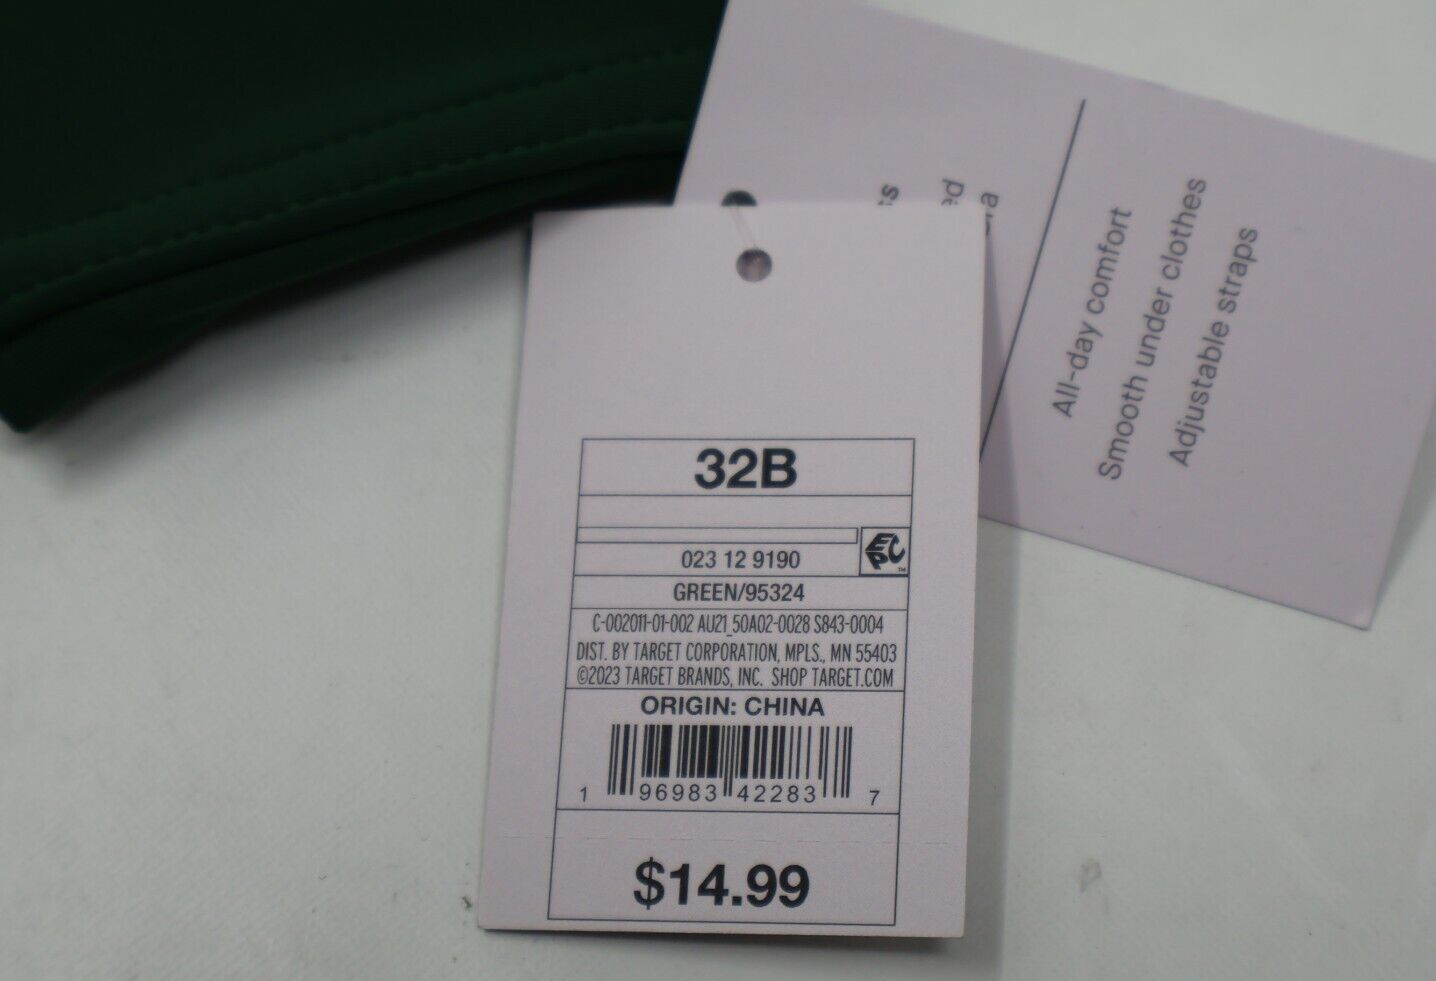 32B
023 12 9190
EPC
TM
GREEN/95324
C-002011-01-002 AU21_50A02-0028 S843-0004
DIST. BY TARGET CORPORATION, MPLS., MN 55403
©2023 TARGET BRANDS, INC. SHOP TARGET.COM
ORIGIN: CHINA
1 96983 42283 7
$14.99
All-day comfort
Smooth under clothes
Adjustable straps